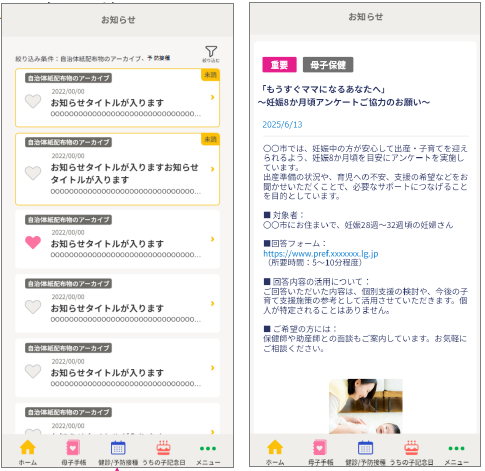 お知らせ
絞り込み条件：自治体紙配布物のアーカイブ、予防接種
絞り込む
未読
自治体紙配布物のアーカイブ
2022/00/00
お知らせタイトルが入ります
○○○○○○○○○○○○○○○○○○○○○○○○○○○○○…
未読
自治体紙配布物のアーカイブ
2022/00/00
お知らせタイトルが入りますお知らせ
タイトルが入ります
○○○○○○○○○○○○○○○○○○○○○○○○○○○○○…
自治体紙配布物のアーカイブ
2022/00/00
お知らせタイトルが入ります
○○○○○○○○○○○○○○○○○○○○○○○○○○○○○…
自治体紙配布物のアーカイブ
2022/00/00
お知らせタイトルが入ります
○○○○○○○○○○○○○○○○○○○○○○○○○○○○○…
自治体紙配布物のアーカイブ
2022/00/00
お知らせタイトルが入ります
○○○○○○○○○○○○○○○○○○○○○○○○○○○○○…
自治体紙配布物のアーカイブ
2022/00/00
ホーム 母子手帳 健診/予防接種 うちの子記念日 メニュー
お知らせ
重要 母子保健
「もうすぐママになるあなたへ」
～妊娠8か月頃アンケートご協力のお願い～
2025/6/13
〇〇市では、妊娠中の方が安心して出産・子育てを迎え
られるよう、妊娠8か月頃を目安にアンケートを実施し
ています。
出産準備の状況や、育児への不安、支援の希望などをお
聞かせいただくことで、必要なサポートにつなげること
を目的としています。
■ 対象者：
〇〇市にお住まいで、妊娠28週～32週頃の妊婦さん
■回答フォーム：
https://www.pref.xxxxxxx.lg.jp
（所要時間：5～10分程度）
■ 回答内容の活用について：
ご回答いただいた内容は、個別支援の検討や、今後の子
育て支援施策の参考として活用させていただきます。個
人が特定されることはありません。
■ ご希望の方には：
保健師や助産師との面談もご案内しています。お気軽に
ご相談ください。
ホーム 母子手帳 健診/予防接種 うちの子記念日 メニュー